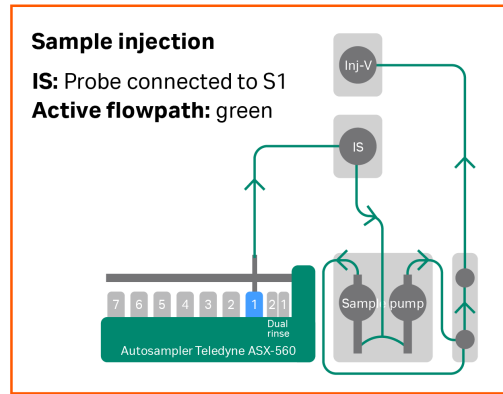 Sample injection
IS: Probe connected to S1
Active flowpath: green
Inj-V
IS
Sample pump
7 6 5 4 3 2 1 2 1
Dual
rinse
Autosampler Teledyne ASX-560